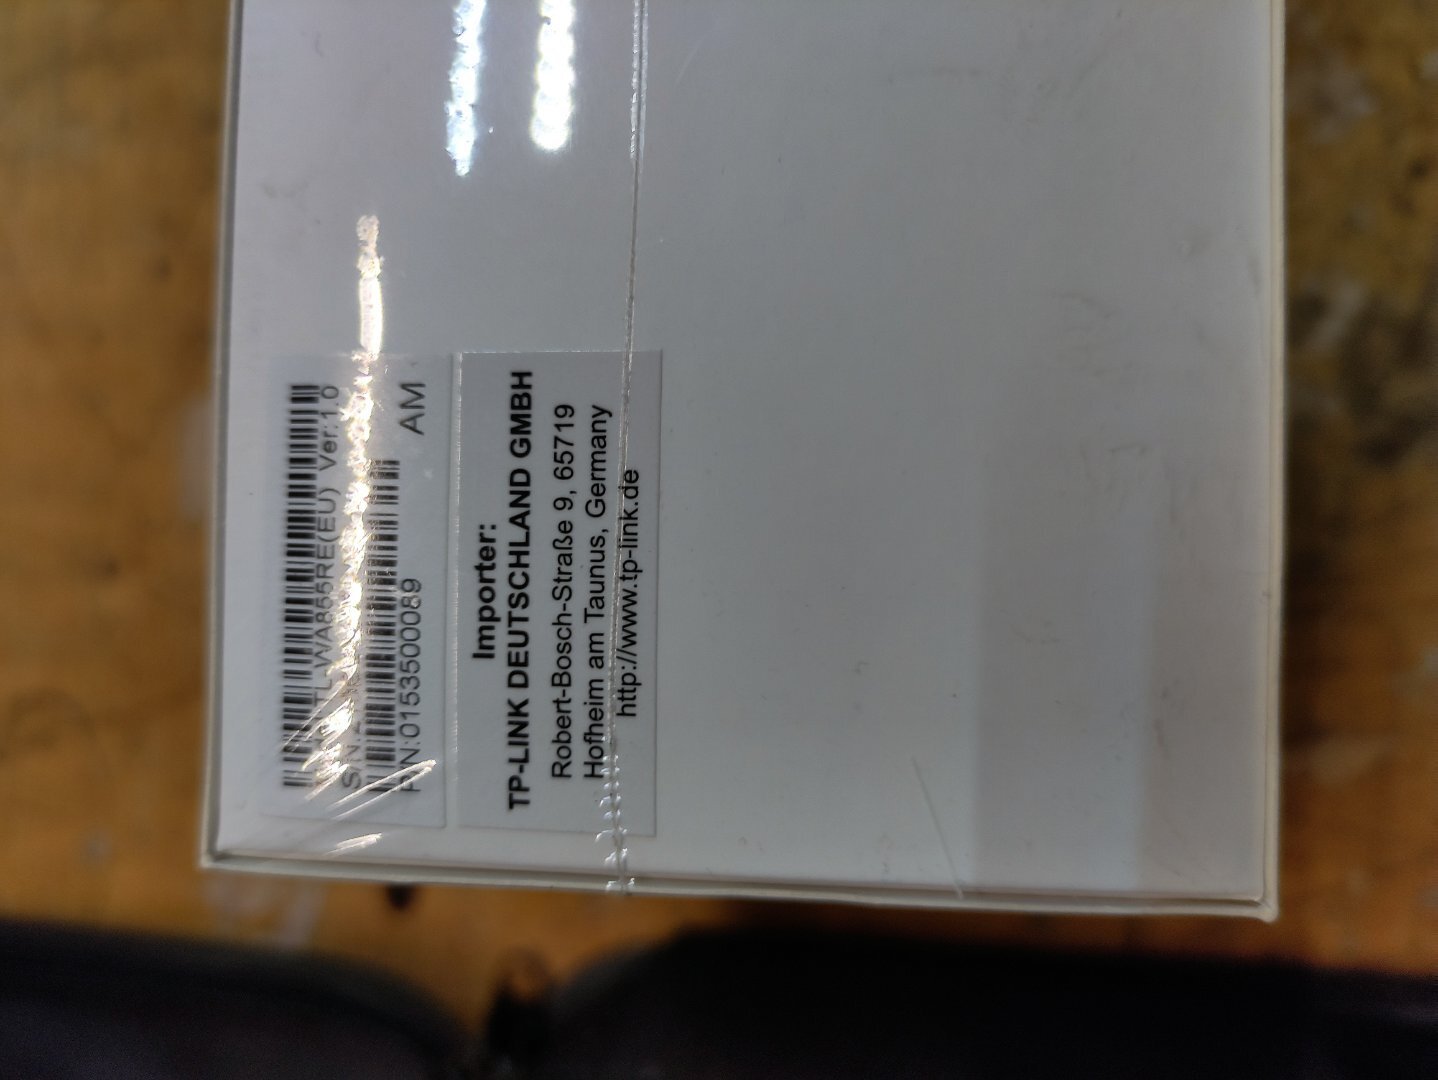 TL-WA855RE(EU) Ver:1.0
S/N:
P/N:0153500089
AM
Importer:
TP-LINK DEUTSCHLAND GMBH
Robert-Bosch-Straße 9, 65719
Hofheim am Taunus, Germany
http://www.tp-link.de